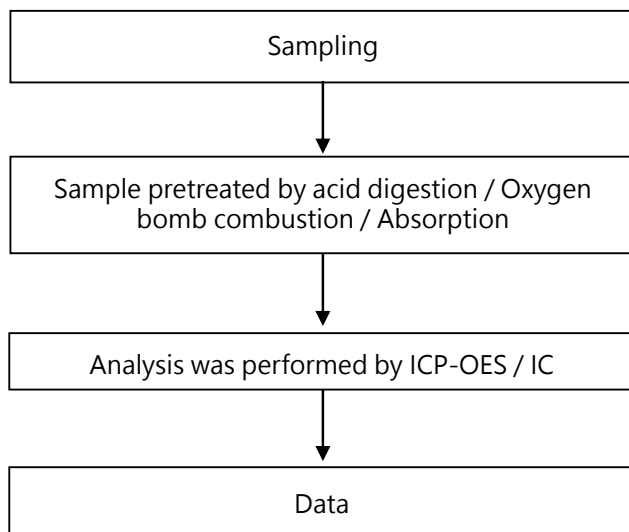 Sampling
Sample pretreated by acid digestion / Oxygen
bomb combustion / Absorption
Analysis was performed by ICP-OES / IC
Data